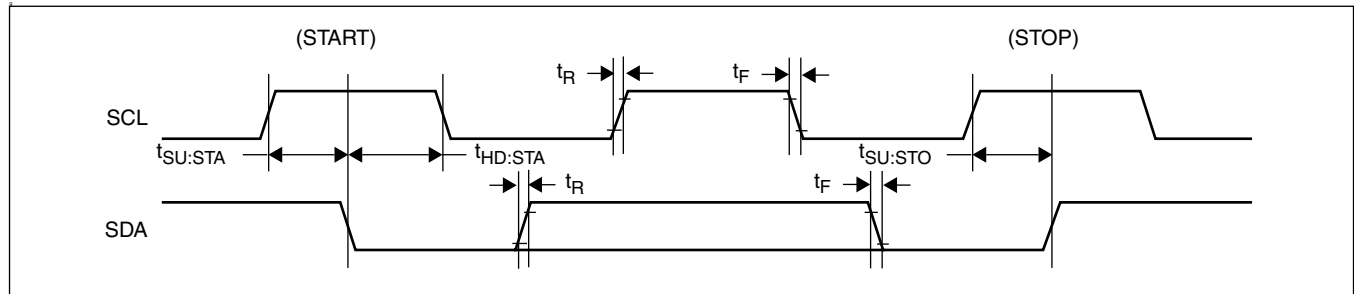 (START) (STOP)
tR tF
SCL
tSU:STA tHD:STA tSU:STO
tR tF
SDA